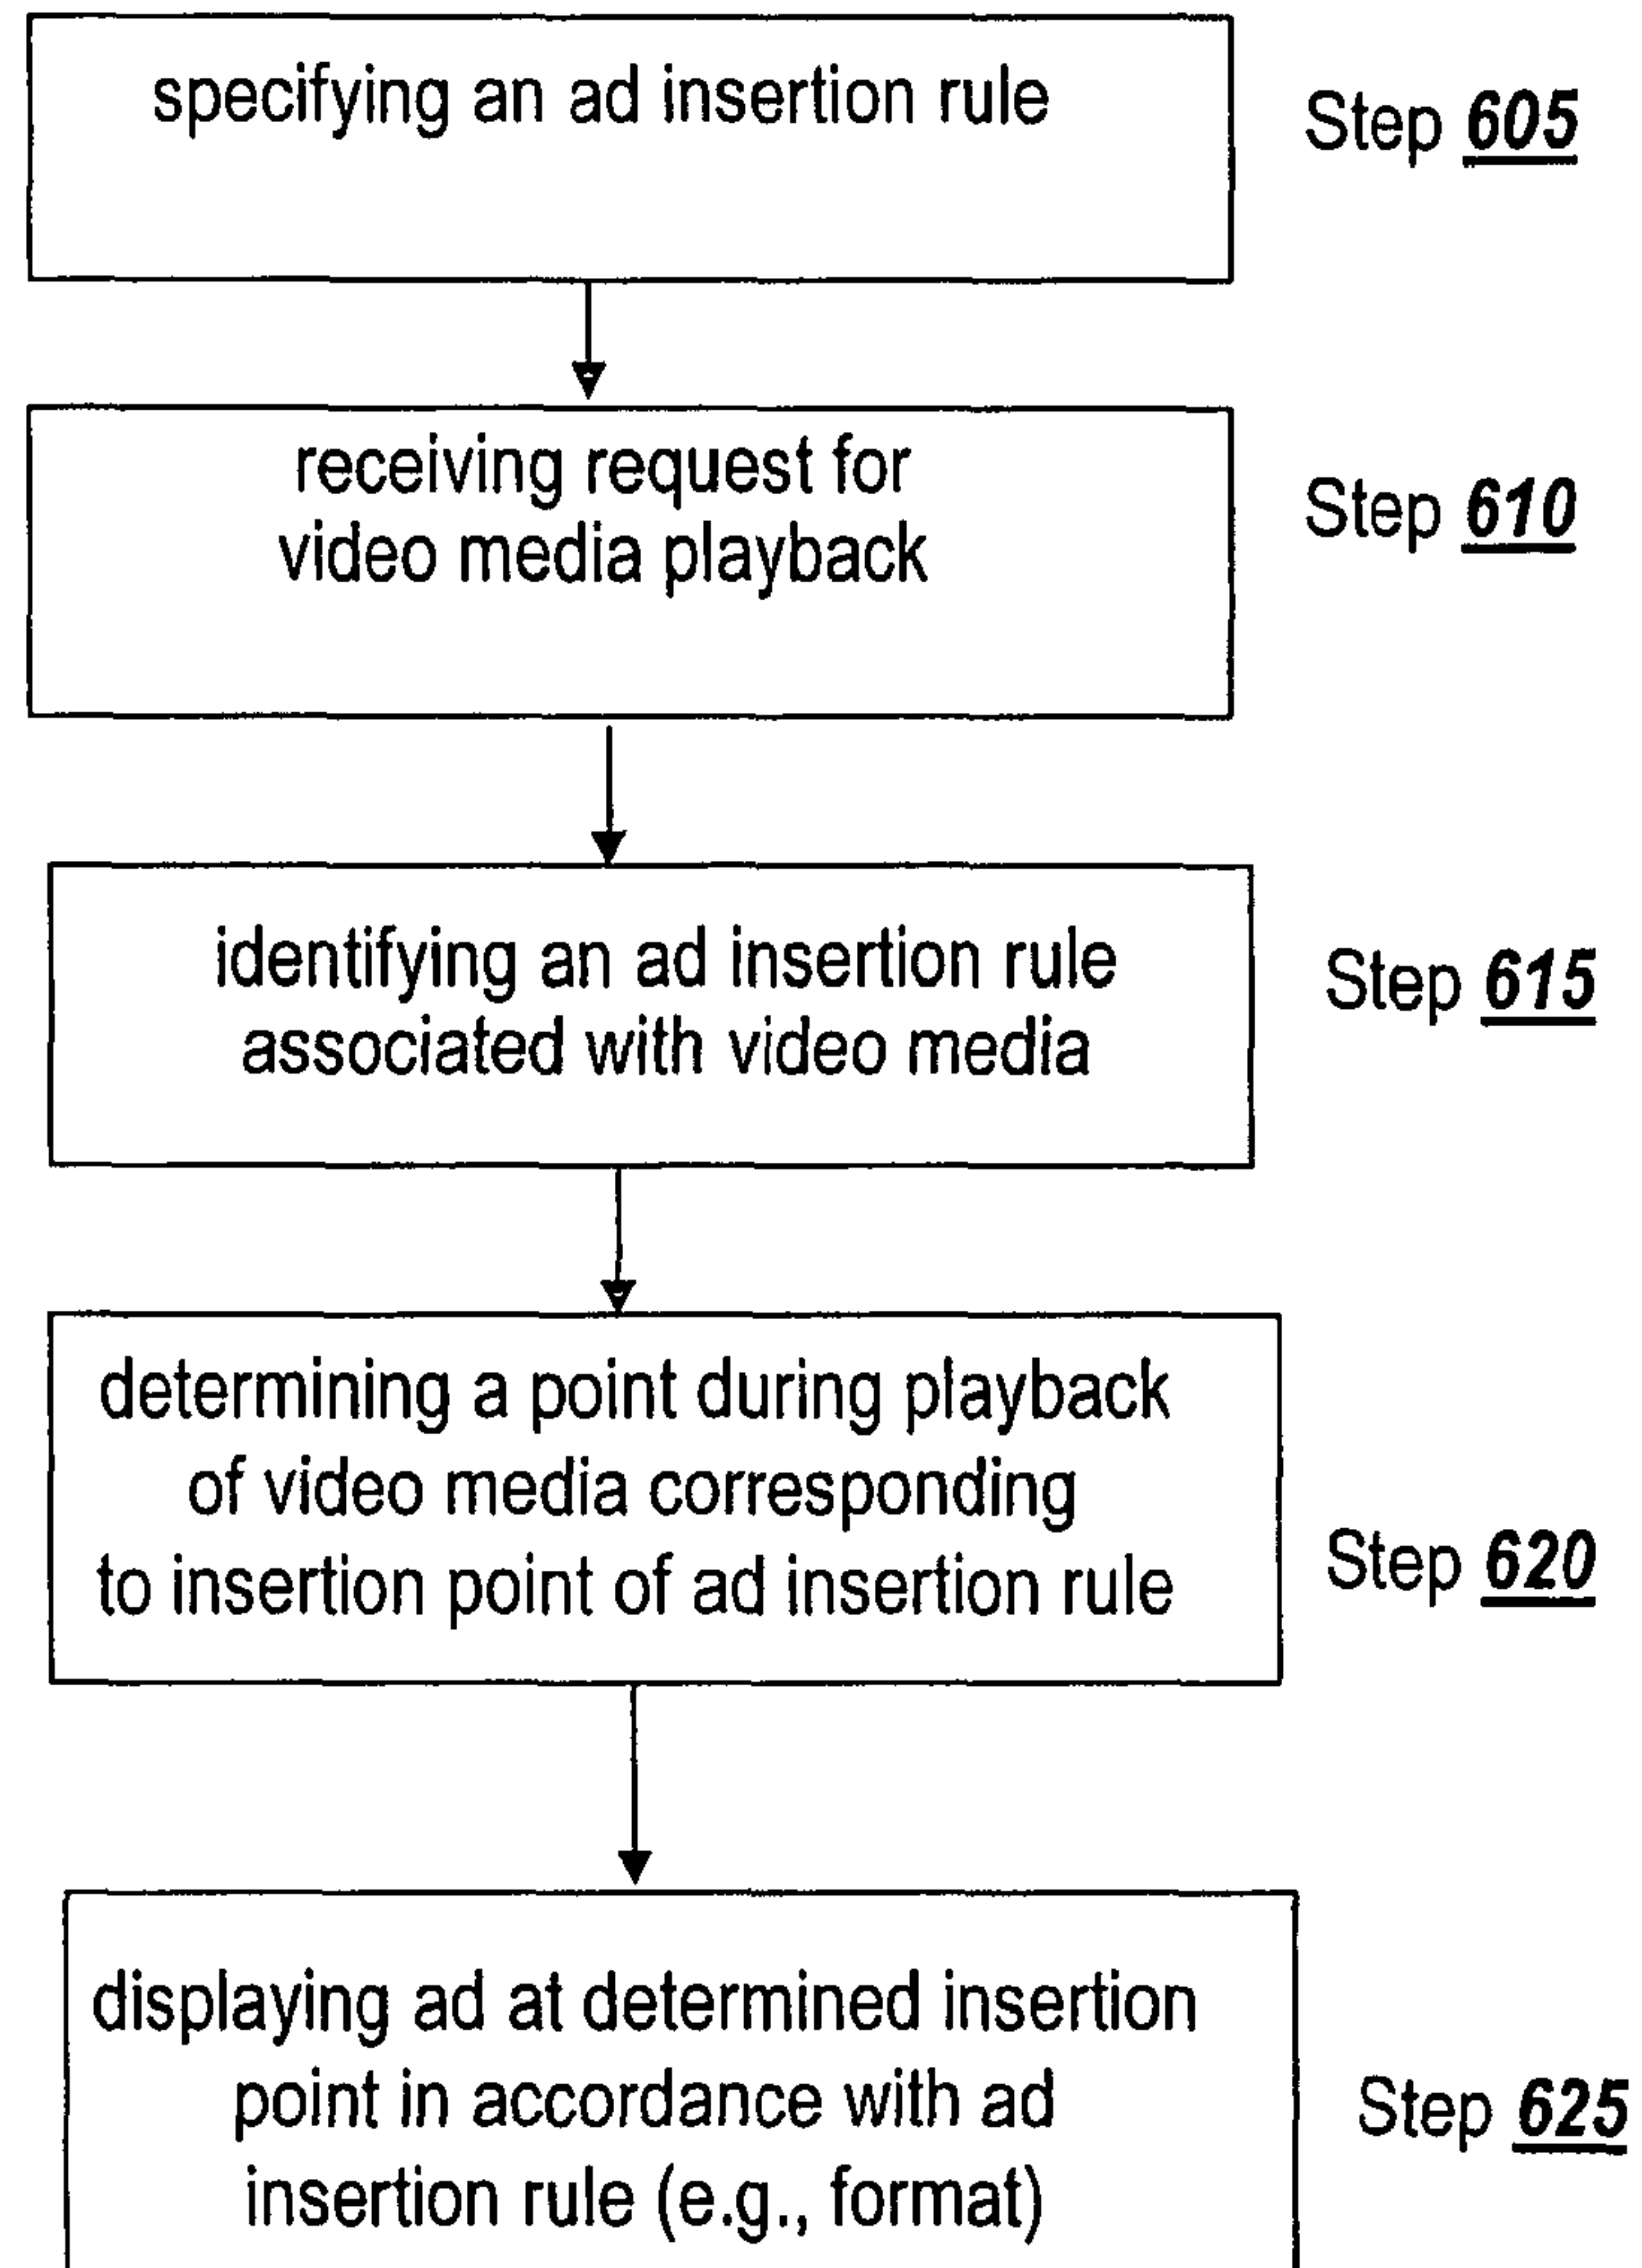 specifying an ad insertion rule
Step 605
receiving request for
video media playback
Step 610
identifying an ad insertion rule
associated with video media
Step 615
determining a point during playback
of video media corresponding
to insertion point of ad insertion rule
Step 620
displaying ad at determined insertion
point in accordance with ad
insertion rule (e.g., format)
Step 625